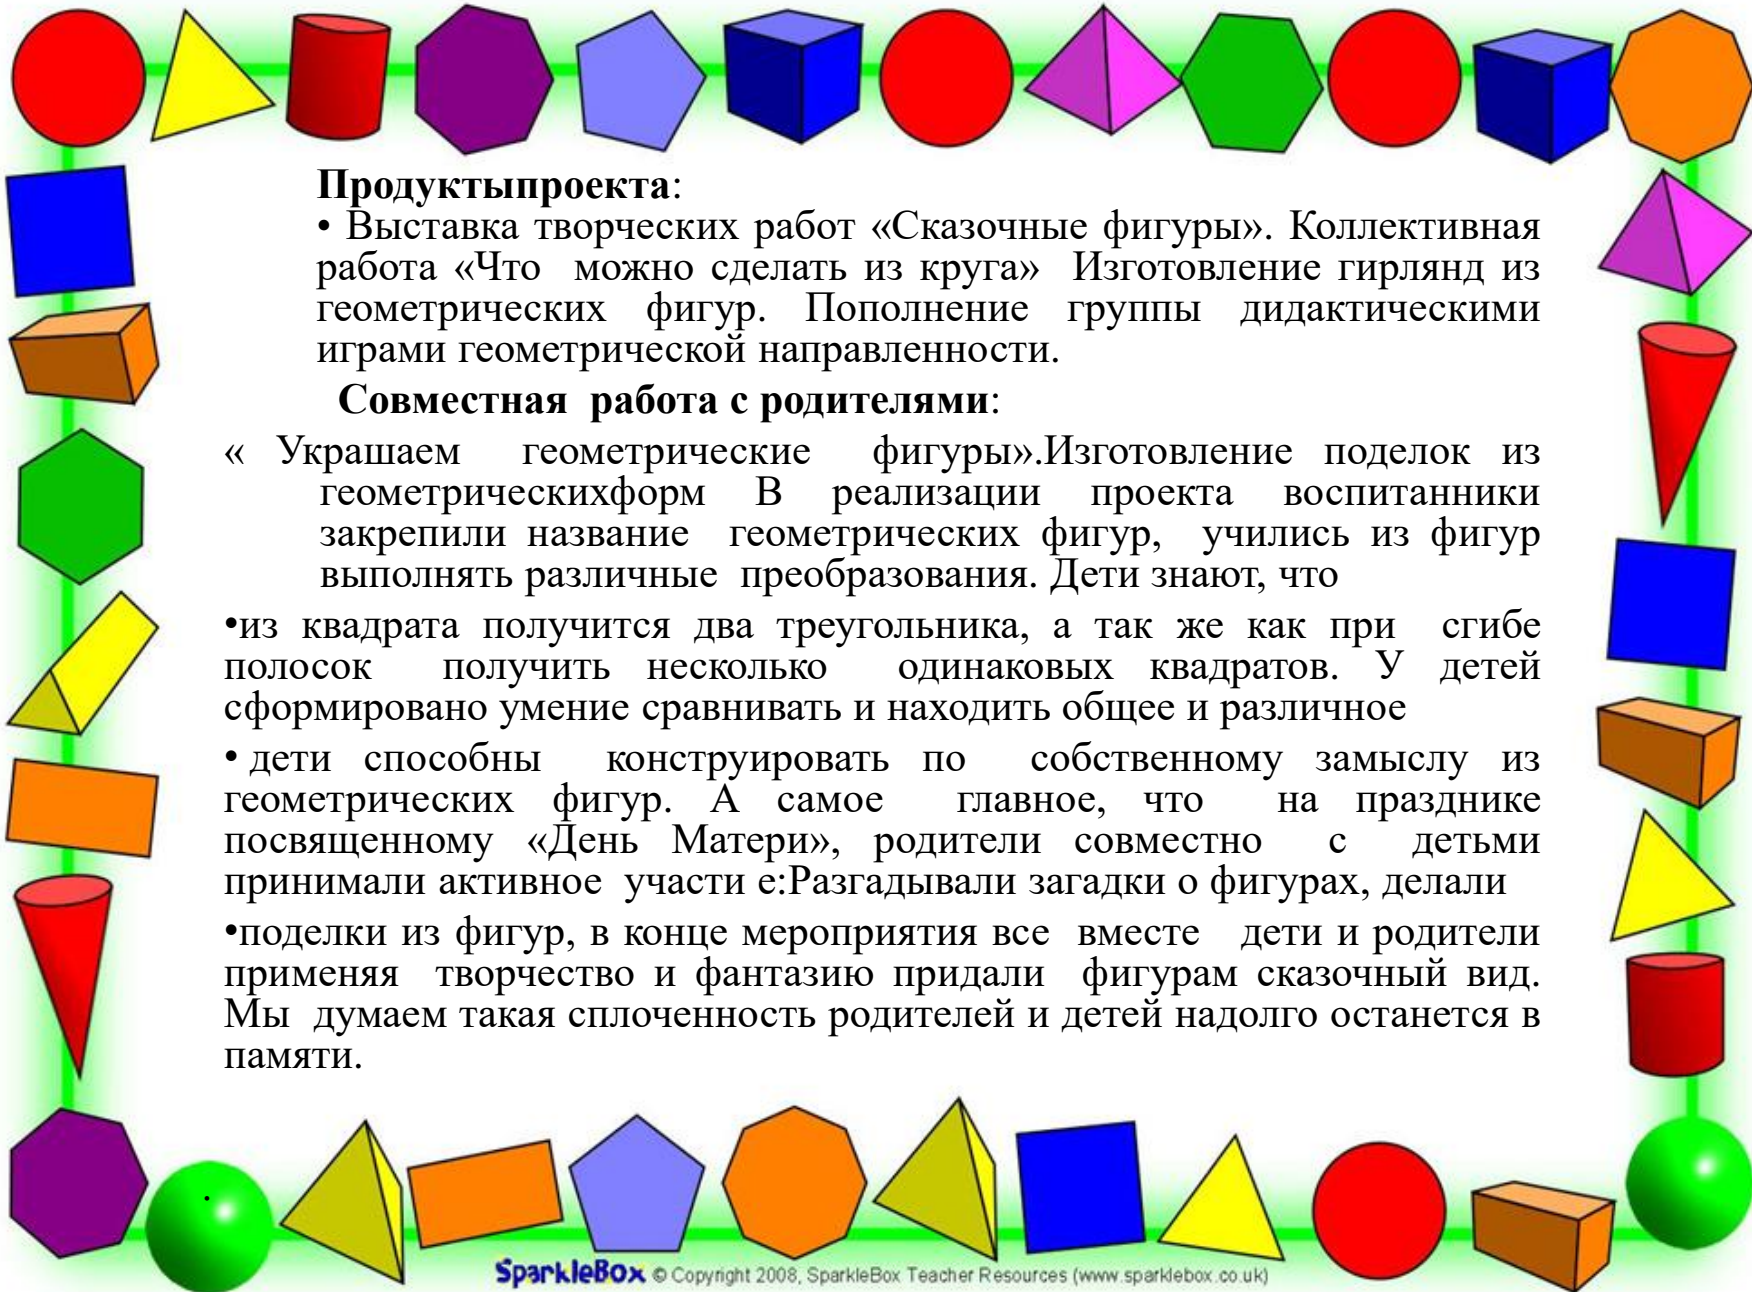 Продуктыпроекта:
• Выставка творческих работ «Сказочные фигуры». Коллективная
работа «Что можно сделать из круга» Изготовление гирлянд из
геометрических фигур. Пополнение группы дидактическими
играми геометрической направленности.
Совместная работа с родителями:
« Украшаем геометрические фигуры».Изготовление поделок из
геометрическихформ В реализации проекта воспитанники
закрепили название геометрических фигур, учились из фигур
выполнять различные преобразования. Дети знают, что
•из квадрата получится два треугольника, а так же как при сгибе
полосок получить несколько одинаковых квадратов. У детей
сформировано умение сравнивать и находить общее и различное
• дети способны конструировать по собственному замыслу из
геометрических фигур. А самое главное, что на празднике
посвященному «День Матери», родители совместно с детьми
принимали активное участи е:Разгадывали загадки о фигурах, делали
•поделки из фигур, в конце мероприятия все вместе дети и родители
применяя творчество и фантазию придали фигурам сказочный вид.
Мы думаем такая сплоченность родителей и детей надолго останется в
памяти.
.
SparkleBox © Copyright 2008, SparkleBox Teacher Resources (www.sparklebox.co.uk)